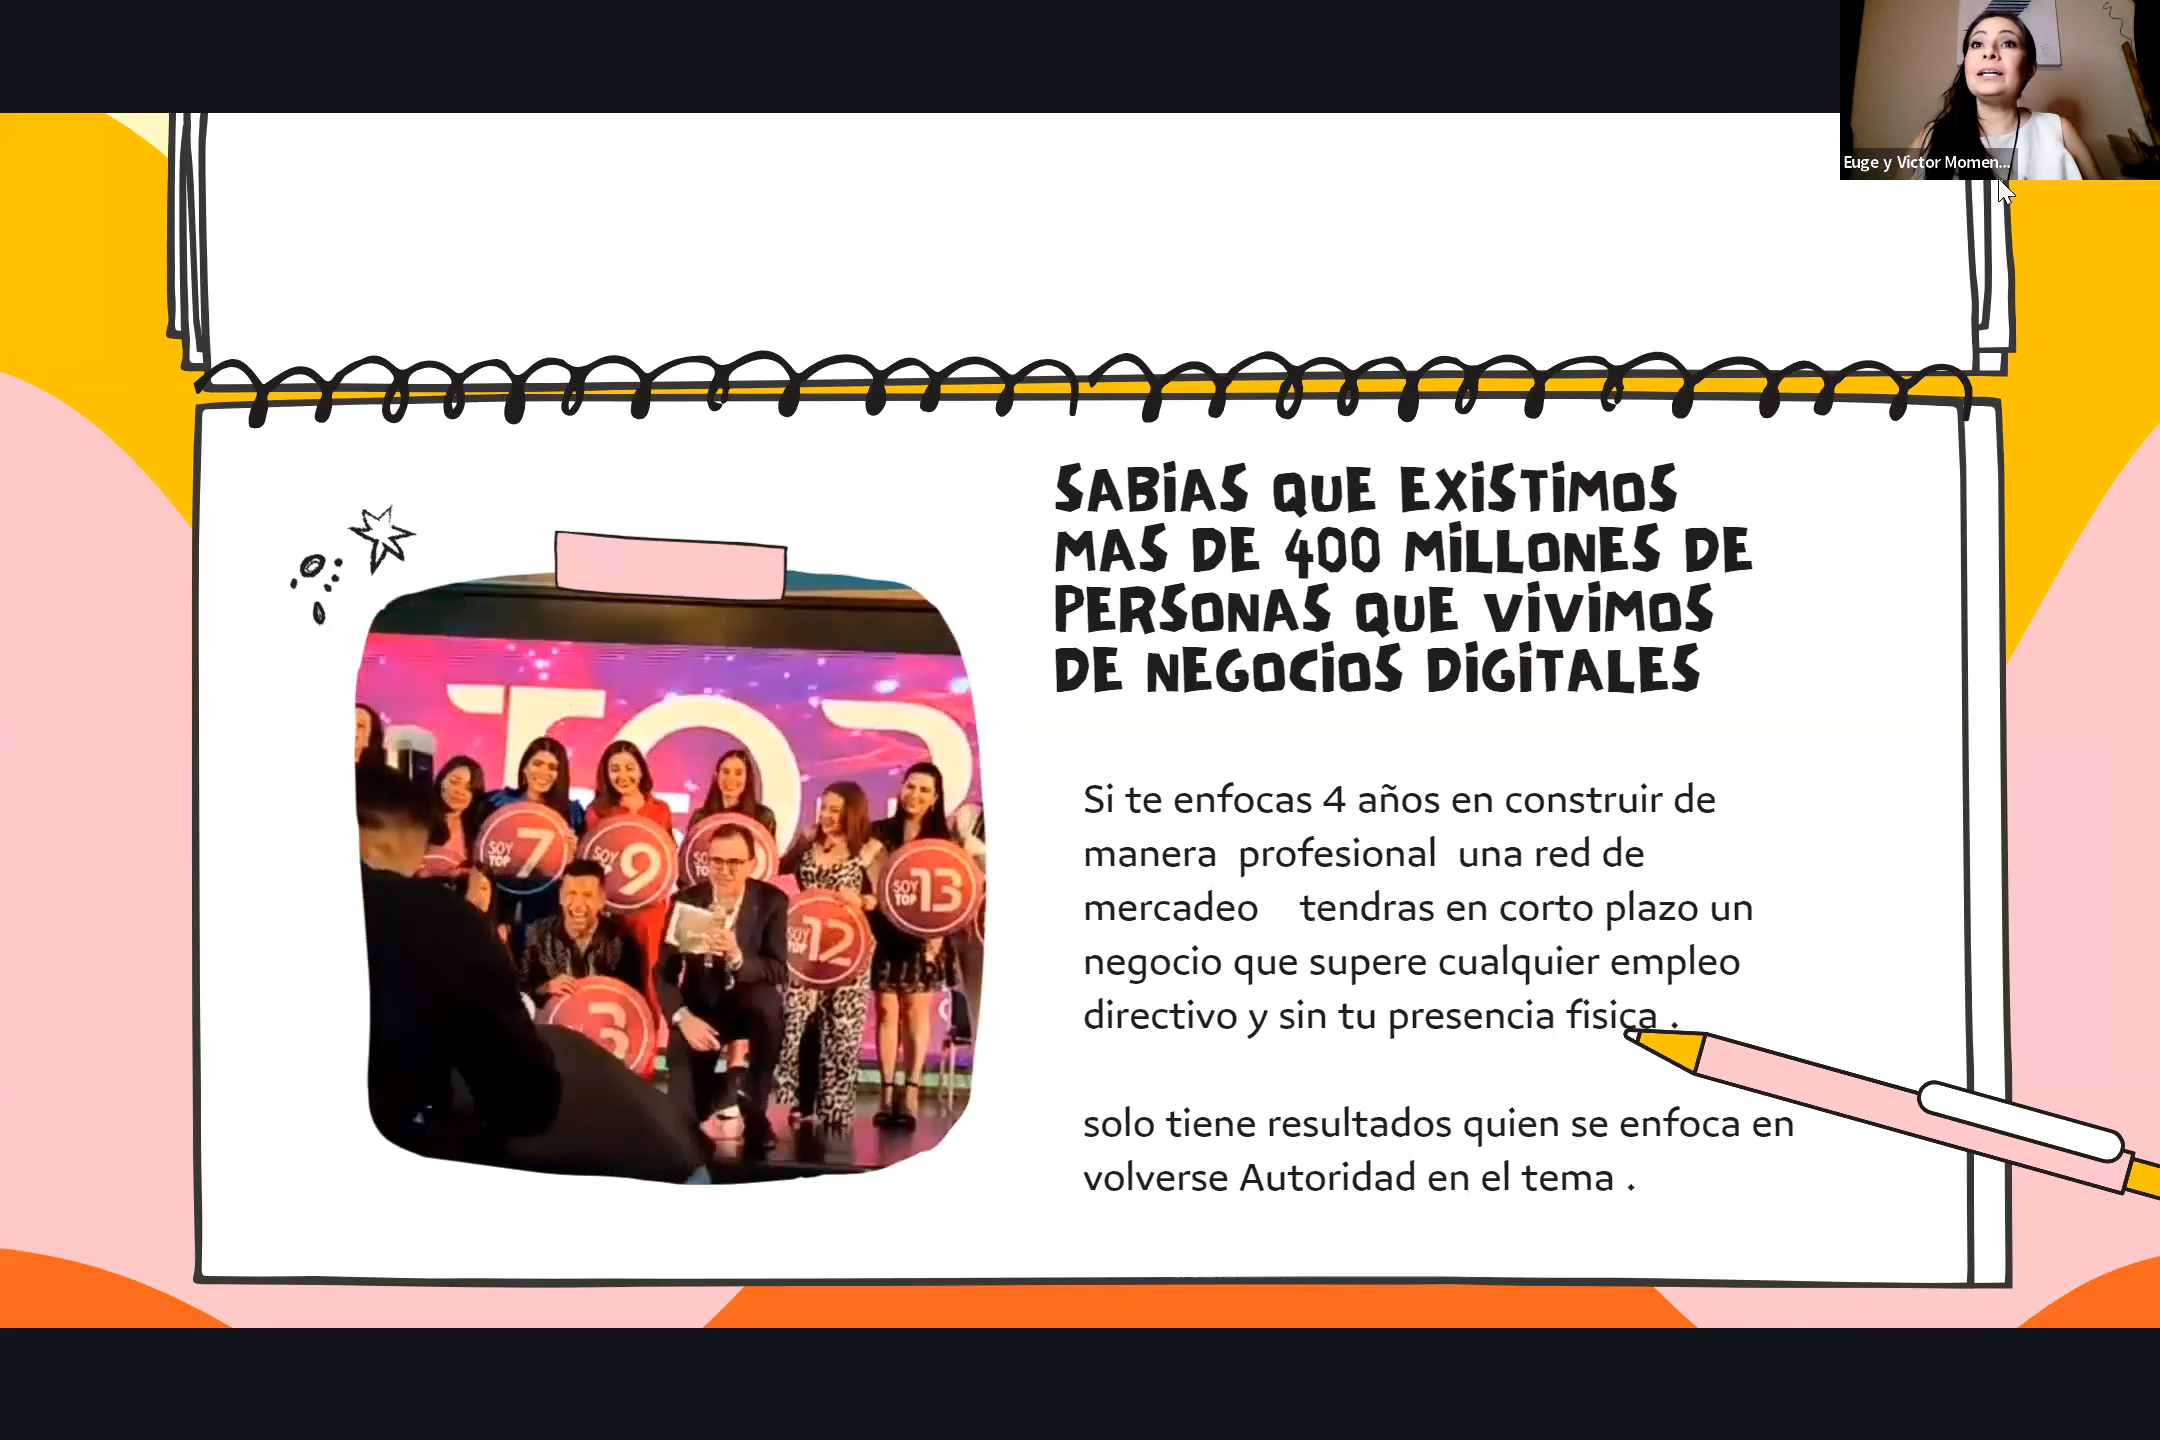 Euge y Victor Momen...
SABIAS QUE EXISTIMOS
MAS DE 400 MILLONES DE
PERSONAS QUE VIVIMOS
DE NEGOCIOS DIGITALES
Si te enfocas 4 años en construir de
manera profesional una red de
mercadeo tendras en corto plazo un
negocio que supere cualquier empleo
directivo y sin tu presencia fisica .
solo tiene resultados quien se enfoca en
volverse Autoridad en el tema .
TOP
SOY TOP 7
SOY TOP 9
SOY TOP 12
SOY TOP 13
3